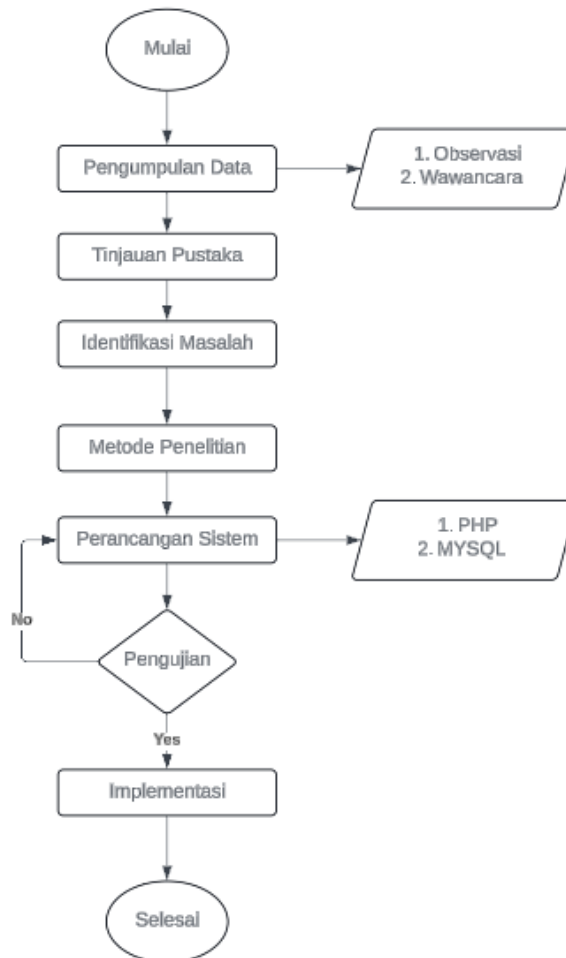 Mulai
Pengumpulan Data
1. Observasi
2. Wawancara
Tinjauan Pustaka
Identifikasi Masalah
Metode Penelitian
Perancangan Sistem
1. PHP
2. MYSQL
No
Pengujian
Yes
Implementasi
Selesai